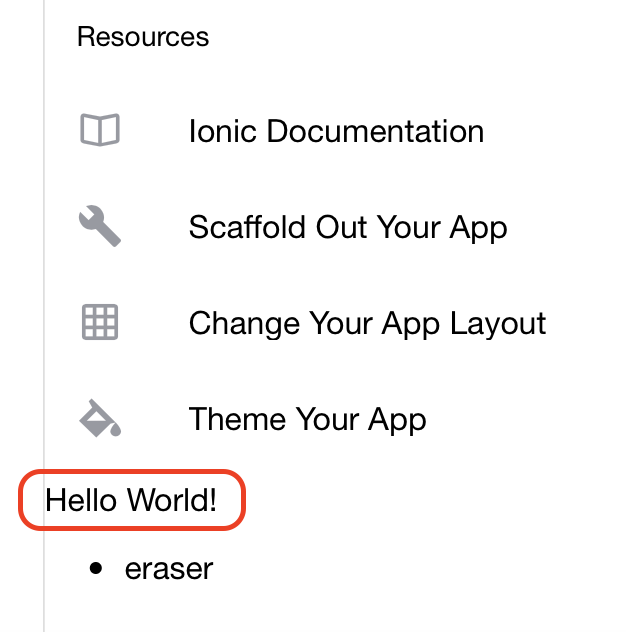 Resources
Ionic Documentation
Scaffold Out Your App
Change Your App Layout
Theme Your App
Hello World!
• eraser